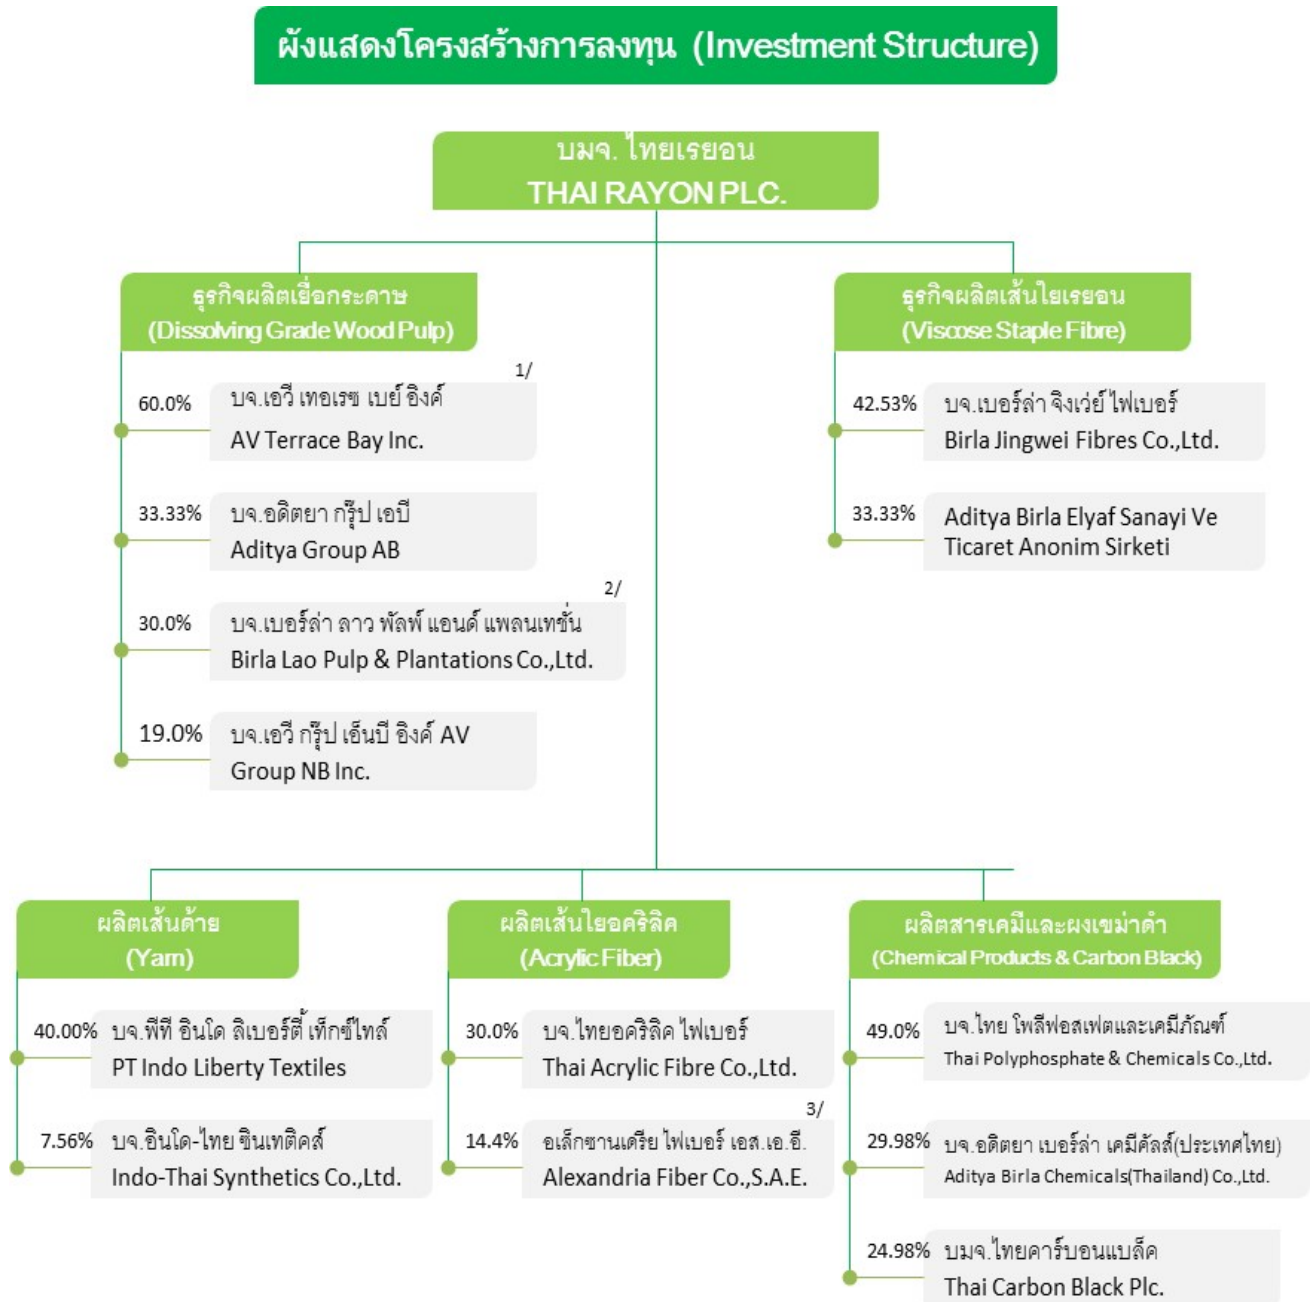 ผังแสดงโครงสร้างการลงทุน (Investment Structure)
บมจ. ไทยเรยอน
THAI RAYON PLC.
ธุรกิจผลิตเยื่อกระดาษ
(Dissolving Grade Wood Pulp)
1/
60.0%
บจ.เอวี เทอเรซ เบย์ อิงค์
AV Terrace Bay Inc.
33.33%
บจ.อดิตยา กรุ๊ป เอบี
Aditya Group AB
2/
30.0%
บจ.เบอร์ล่า ลาว พัลพ์ แอนด์ แพลนเทชั่น
Birla Lao Pulp & Plantations Co.,Ltd.
19.0%
บจ.เอวี กรุ๊ป เอ็นบี อิงค์ AV
Group NB Inc.
ธุรกิจผลิตเส้นใยเรยอน
(Viscose Staple Fibre)
42.53%
บจ.เบอร์ล่า จิงเว่ย์ ไฟเบอร์
Birla Jingwei Fibres Co.,Ltd.
33.33%
Aditya Birla Elyaf Sanayi Ve
Ticaret Anonim Sirketi
ผลิตเส้นด้าย
(Yarn)
40.00%
บจ.พีที อินโด ลิเบอร์ตี้ เท็กซ์ไทล์
PT Indo Liberty Textiles
7.56%
บจ.อินโด-ไทย ซินเทติคส์
Indo-Thai Synthetics Co.,Ltd.
ผลิตเส้นใยอคริลิค
(Acrylic Fiber)
30.0%
บจ.ไทยอคริลิค ไฟเบอร์
Thai Acrylic Fibre Co.,Ltd.
3/
14.4%
อเล็กซานเดรีย ไฟเบอร์ เอส.เอ.อี.
Alexandria Fiber Co.,S.A.E.
ผลิตสารเคมีและผงเขม่าดำ
(Chemical Products & Carbon Black)
49.0%
บจ.ไทย โพลีฟอสเฟตและเคมีภัณฑ์
Thai Polyphosphate & Chemicals Co.,Ltd.
29.98%
บจ.อดิตยา เบอร์ล่า เคมีคัลส์(ประเทศไทย)
Aditya Birla Chemicals(Thailand) Co.,Ltd.
24.98%
บมจ.ไทยคาร์บอนแบล็ค
Thai Carbon Black Plc.